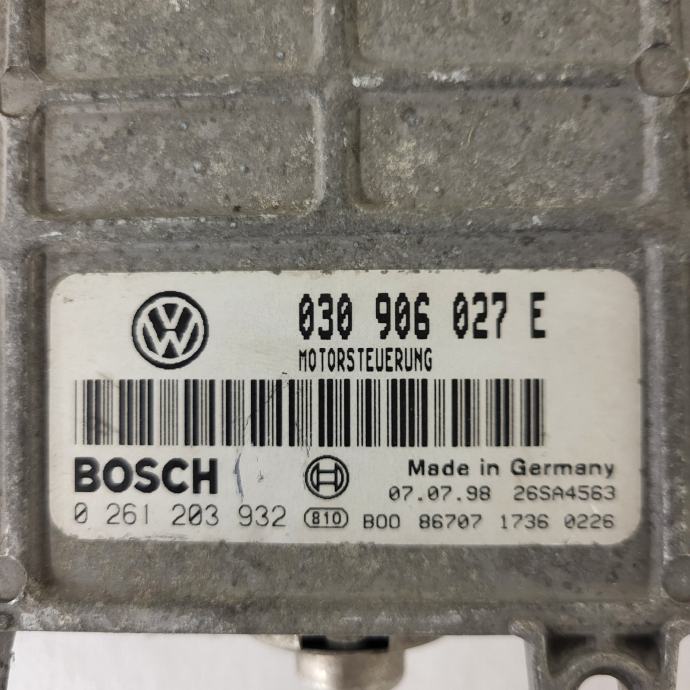 030 906 027 E
MOTORSTEUERUNG
BOSCH
Made in Germany
07.07.98 26SA4563
0 261 203 932 810 B00 86707 1736 0226